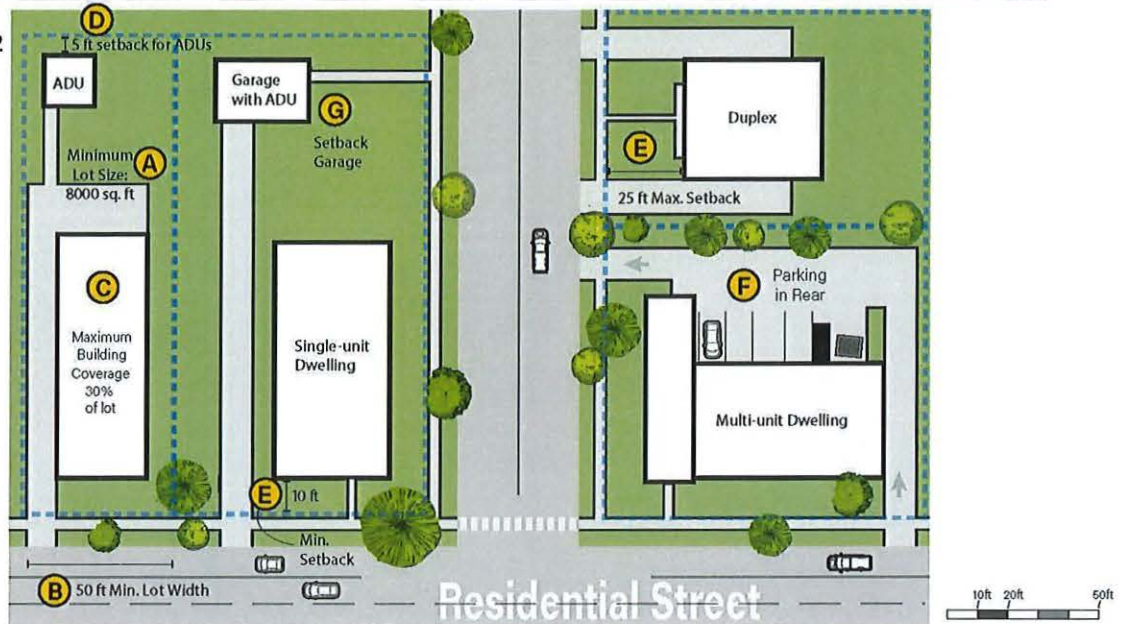 2
D
5 ft setback for ADUs
ADU
Garage
with ADU
G
Setback
Garage
Minimum
Lot Size:
8000 sq. ft
A
C
Maximum
Building
Coverage
30%
of lot
Single-unit
Dwelling
E
10 ft
Min.
Setback
B
50 ft Min. Lot Width
Duplex
E
25 ft Max. Setback
F
Parking
in Rear
Multi-unit Dwelling
Residential Street
10ft 20ft 50ft